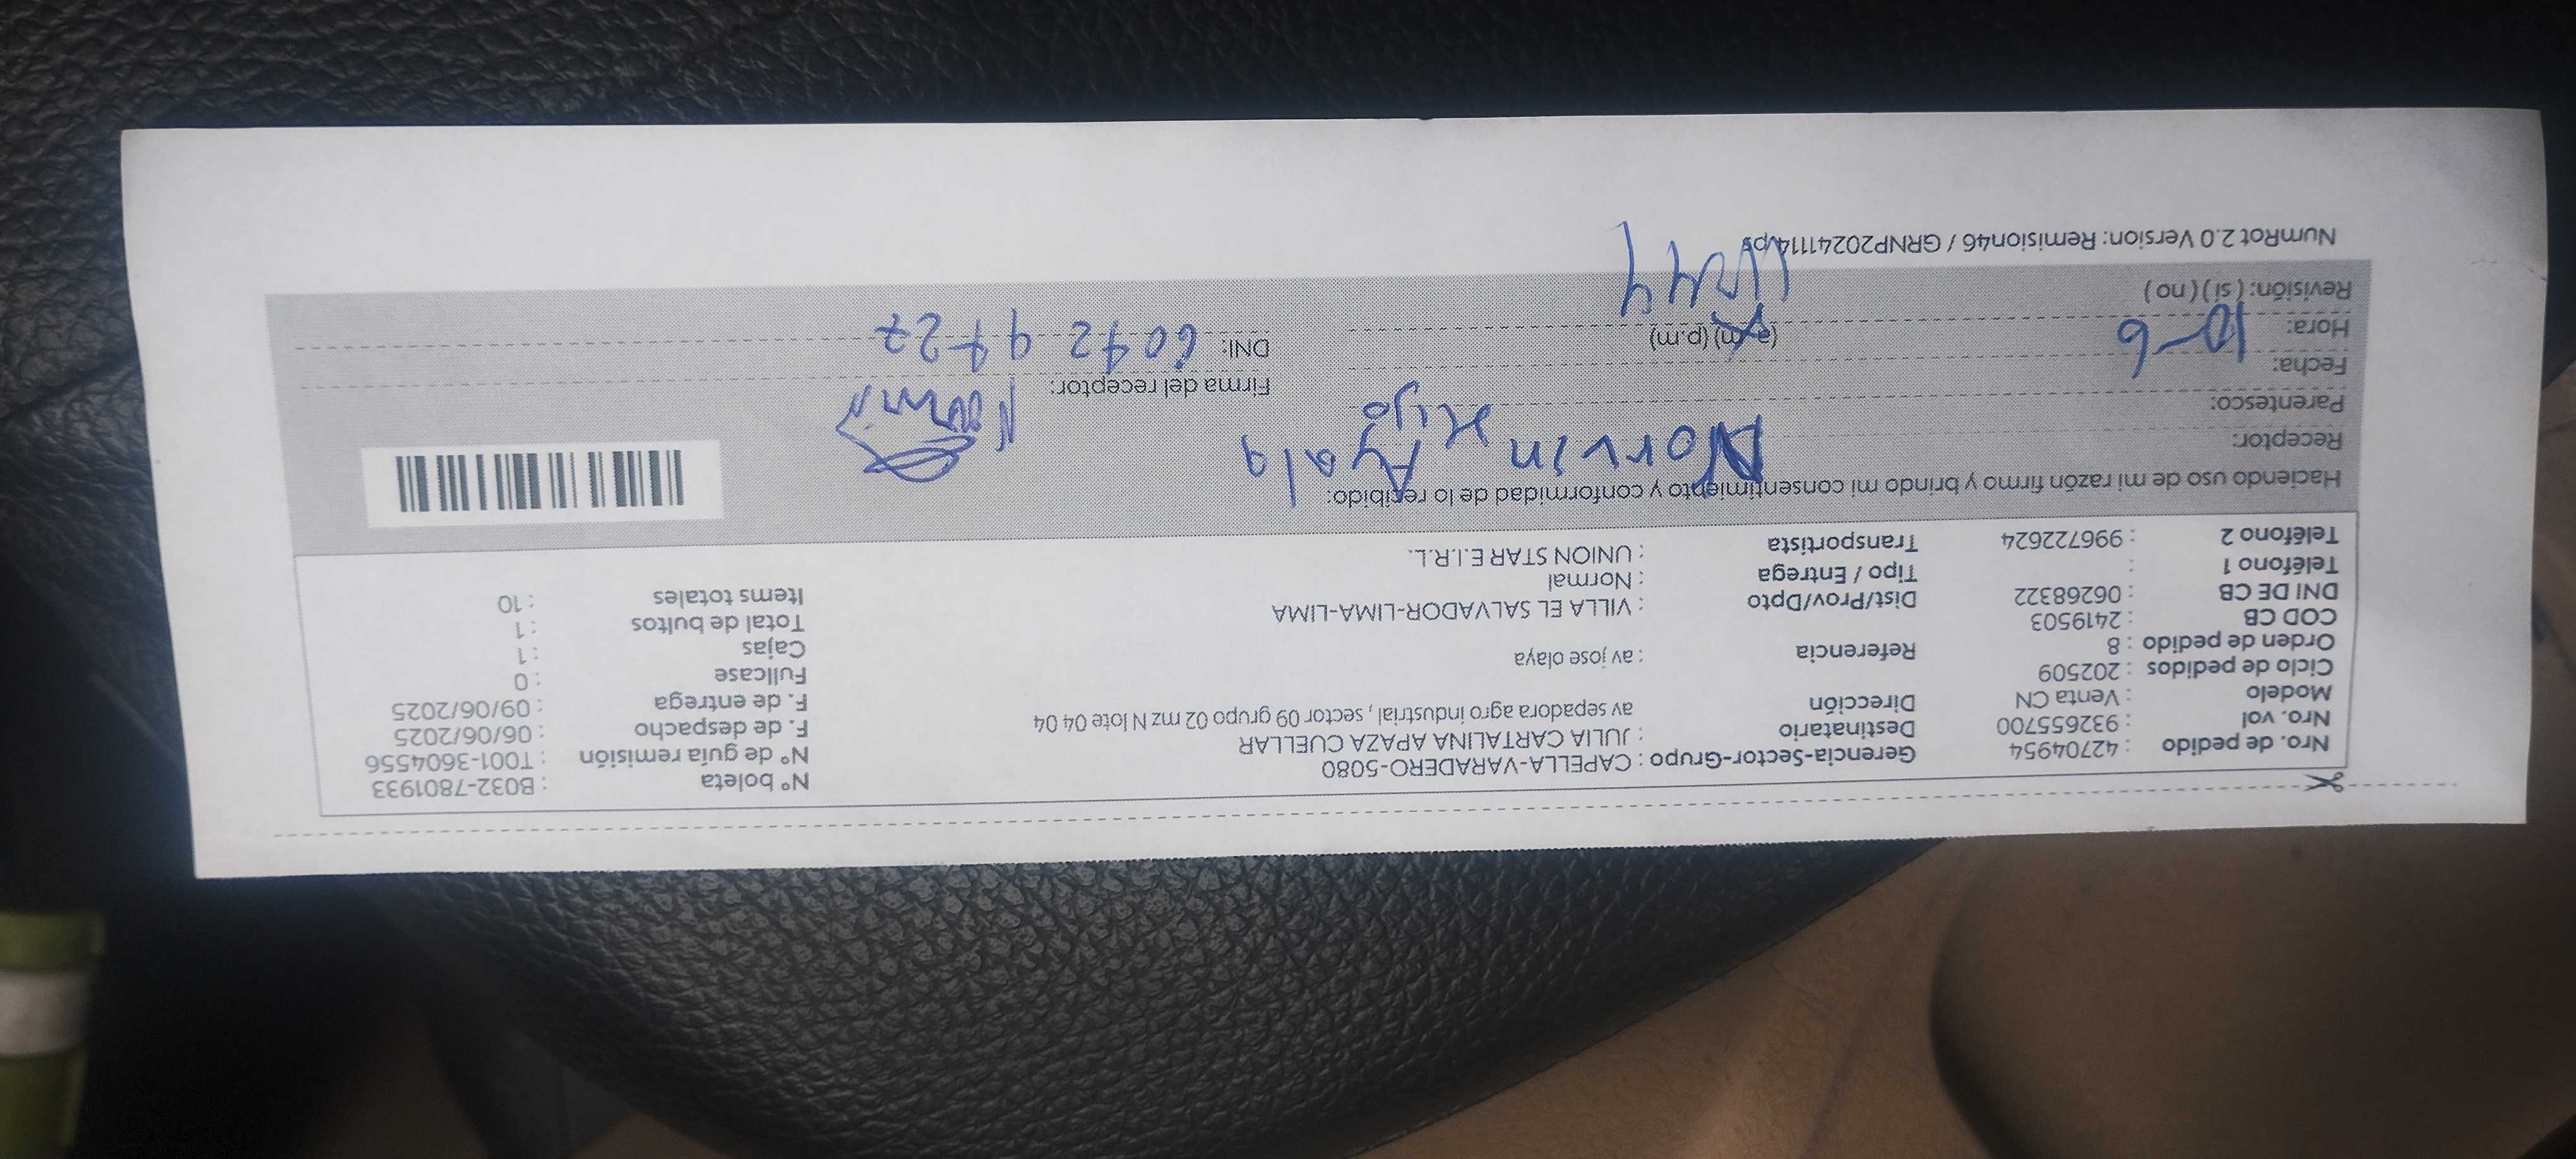 Nro. de pedido : 42704954 Gerencia-Sector-Grupo : CAPELLA-VARADERO-5080 N° boleta : B032-7801933
Nro. vol : 932655700 Destinatario : JULIA CARTALINA APAZA CUELLAR N° de guía remisión : T001-3604556
Modelo : Venta CN Dirección av sepadora agro industrial , sector 09 grupo 02 mz N lote 04 04 F. de despacho : 06/06/2025
Ciclo de pedidos : 202509 F. de entrega : 09/06/2025
Orden de pedido : 8 Referencia : av jose olaya Fullcase : 0
COD CB : 2419503 Cajas : 1
DNI DE CB : 06268322 Dist/Prov/Dpto : VILLA EL SALVADOR-LIMA-LIMA Total de bultos : 1
Teléfono 1 : Tipo / Entrega : Normal Items totales : 10
Teléfono 2 : 996722624 Transportista : UNION STAR E.I.R.L.
Haciendo uso de mi razón firmo y brindo mi consentimiento y conformidad de lo recibido:
Receptor: Norvin Ayala
Parentesco: Hijo
Fecha: 10-6 Firma del receptor:
Hora: (a.m) (p.m) DNI: 60729727
Revisión: ( si ) ( no )
NumRot 2.0 Version: Remision46 / GRNP20241114.ps